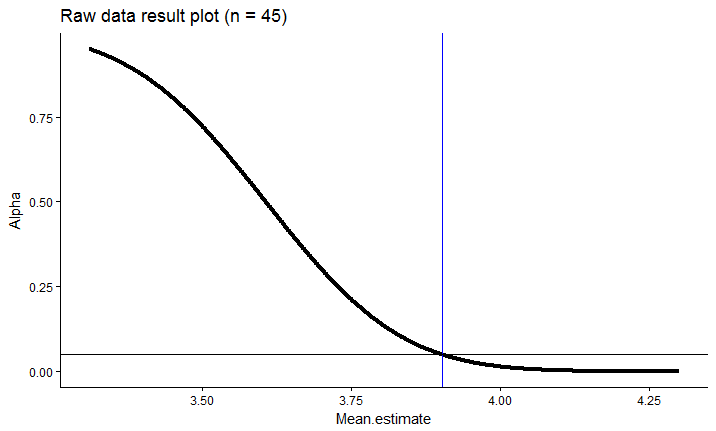 Raw data result plot (n = 45)
0.75
0.50
0.25
0.00
Alpha
3.50
3.75
4.00
4.25
Mean.estimate